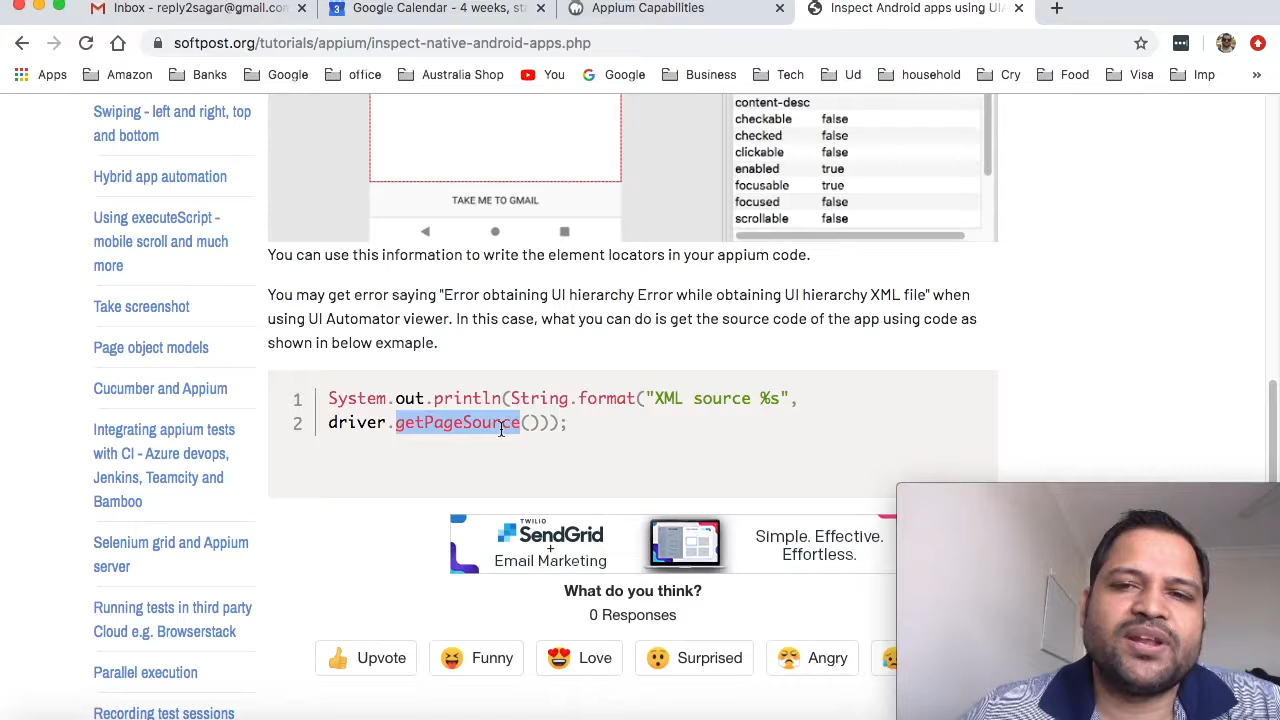 Inbox - reply2sagar@gmail.con
Google Calendar - 4 weeks, sta
Appium Capabilities
Inspect Android apps using UIA
softpost.org/tutorials/appium/inspect-native-android-apps.php
Apps
Amazon
Banks
Google
office
Australia Shop
You
Google
Business
Tech
Ud
household
Cry
Food
Visa
Imp
»
Swiping - left and right, top
and bottom
Hybrid app automation
Using executeScript -
mobile scroll and much
more
Take screenshot
Page object models
Cucumber and Appium
Integrating appium tests
with CI - Azure devops,
Jenkins, Teamcity and
Bamboo
Selenium grid and Appium
server
Running tests in third party
Cloud e.g. Browserstack
Parallel execution
Recording test sessions
TAKE ME TO GMAIL
content-desc
checkable false
checked false
clickable false
enabled true
focusable true
focused false
scrollable false
You can use this information to write the element locators in your appium code.
You may get error saying "Error obtaining UI hierarchy Error while obtaining UI hierarchy XML file" when
using UI Automator viewer. In this case, what you can do is get the source code of the app using code as
shown in below exmaple.
1 System.out.println(String.format("XML source %s",
2 driver.getPageSource()));
TWILIO
SendGrid
+
Email Marketing
Simple. Effective.
Effortless.
What do you think?
0 Responses
Upvote
Funny
Love
Surprised
Angry